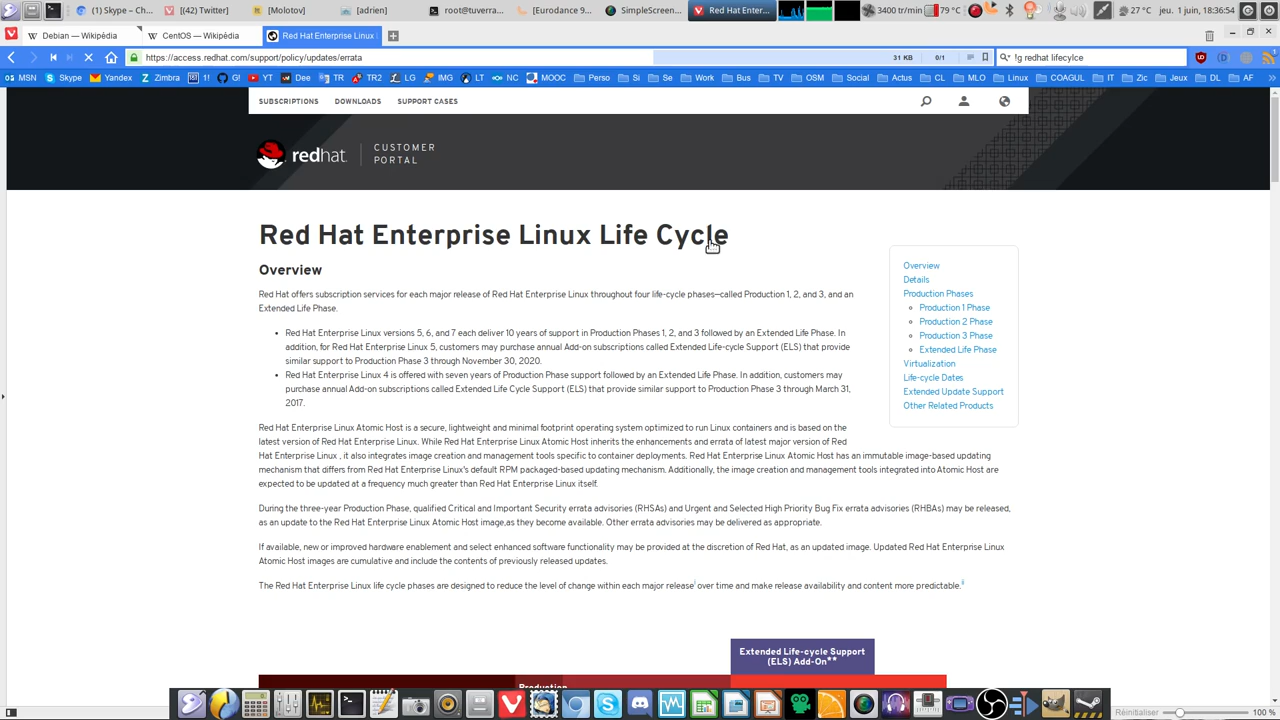 (1) Skype — Ch...
[(42) Twitter]
[Molotov]
[adrien]
root@tuverra...
[Eurodance 9...
SimpleScreen...
Red Hat Enter...
3400 tr/min
79 °C
27 °C
jeu. 1 juin, 18:36:54
Debian — Wikipédia
CentOS — Wikipédia
Red Hat Enterprise Linux
https://access.redhat.com/support/policy/updates/errata
31 KB
0/1
!g redhat lifecylce
MSN
Skype
Yandex
Zimbra
1!
G!
YT
Dee
TR
TR2
LG
IMG
LT
NC
MOOC
Perso
Si
Se
Work
Bus
TV
OSM
Social
Actus
CL
MLO
Linux
COAGUL
IT
Zic
Jeux
DL
AF
SUBSCRIPTIONS
DOWNLOADS
SUPPORT CASES
redhat.
CUSTOMER
PORTAL
Red Hat Enterprise Linux Life Cycle
Overview
Red Hat offers subscription services for each major release of Red Hat Enterprise Linux throughout four life-cycle phases—called Production 1, 2, and 3, and an
Extended Life Phase.
• Red Hat Enterprise Linux versions 5, 6, and 7 each deliver 10 years of support in Production Phases 1, 2, and 3 followed by an Extended Life Phase. In
addition, for Red Hat Enterprise Linux 5, customers may purchase annual Add-on subscriptions called Extended Life-cycle Support (ELS) that provide
similar support to Production Phase 3 through November 30, 2020.
• Red Hat Enterprise Linux 4 is offered with seven years of Production Phase support followed by an Extended Life Phase. In addition, customers may
purchase annual Add-on subscriptions called Extended Life Cycle Support (ELS) that provide similar support to Production Phase 3 through March 31,
2017.
Red Hat Enterprise Linux Atomic Host is a secure, lightweight and minimal footprint operating system optimized to run Linux containers and is based on the
latest version of Red Hat Enterprise Linux. While Red Hat Enterprise Linux Atomic Host inherits the enhancements and errata of latest major version of Red
Hat Enterprise Linux , it also integrates image creation and management tools specific to container deployments. Red Hat Enterprise Linux Atomic Host has an immutable image-based updating
mechanism that differs from Red Hat Enterprise Linux's default RPM packaged-based updating mechanism. Additionally, the image creation and management tools integrated into Atomic Host are
expected to be updated at a frequency much greater than Red Hat Enterprise Linux itself.
During the three-year Production Phase, qualified Critical and Important Security errata advisories (RHSAs) and Urgent and Selected High Priority Bug Fix errata advisories (RHBAs) may be released,
as an update to the Red Hat Enterprise Linux Atomic Host image,as they become available. Other errata advisories may be delivered as appropriate.
If available, new or improved hardware enablement and select enhanced software functionality may be provided at the discretion of Red Hat, as an updated image. Updated Red Hat Enterprise Linux
Atomic Host images are cumulative and include the contents of previously released updates.
The Red Hat Enterprise Linux life cycle phases are designed to reduce the level of change within each major release i over time and make release availability and content more predictable. ii
Overview
Details
Production Phases
Production 1 Phase
Production 2 Phase
Production 3 Phase
Extended Life Phase
Virtualization
Life-cycle Dates
Extended Update Support
Other Related Products
Extended Life-cycle Support
(ELS) Add-On**
Production
Réinitialiser
100 %